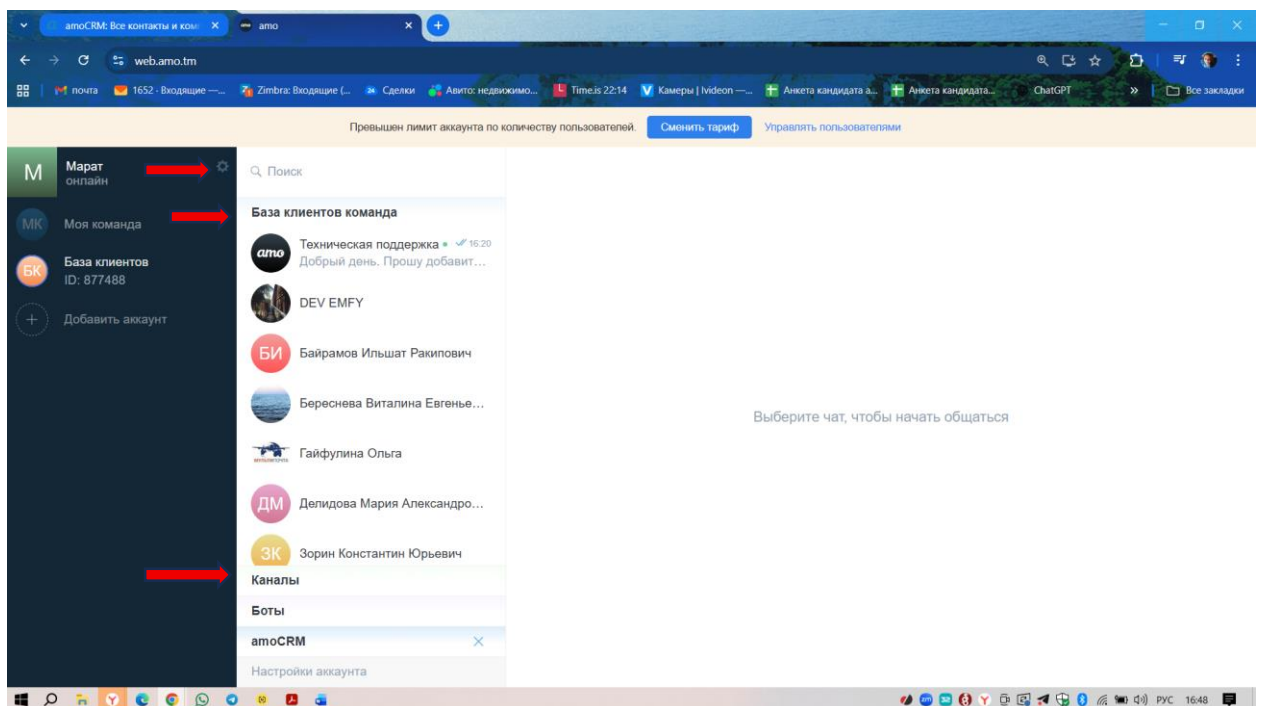 amoCRM: Все контакты и ком
amo
web.amo.tm
почта
1652 - Входящие —...
Zimbra: Входящие (...
Сделки
Авито: недвижимо...
Time.is 22:14
Камеры | Ivideon —...
Анкета кандидата а...
Анкета кандидата...
ChatGPT
»
Все закладки
Превышен лимит аккаунта по количеству пользователей.
Сменить тариф
Управлять пользователями
М
Марат
онлайн
МК
Моя команда
БК
База клиентов
ID: 877488
Добавить аккаунт
Поиск
База клиентов команда
amo
Техническая поддержка
16:20
Добрый день. Прошу добавит...
DEV EMFY
БИ
Байрамов Ильшат Ракипович
Береснева Виталина Евгенье...
Гайфулина Ольга
ДМ
Делидова Мария Александро...
ЗК
Зорин Константин Юрьевич
Каналы
Боты
amoCRM
Настройки аккаунта
Выберите чат, чтобы начать общаться
РУС
16:48